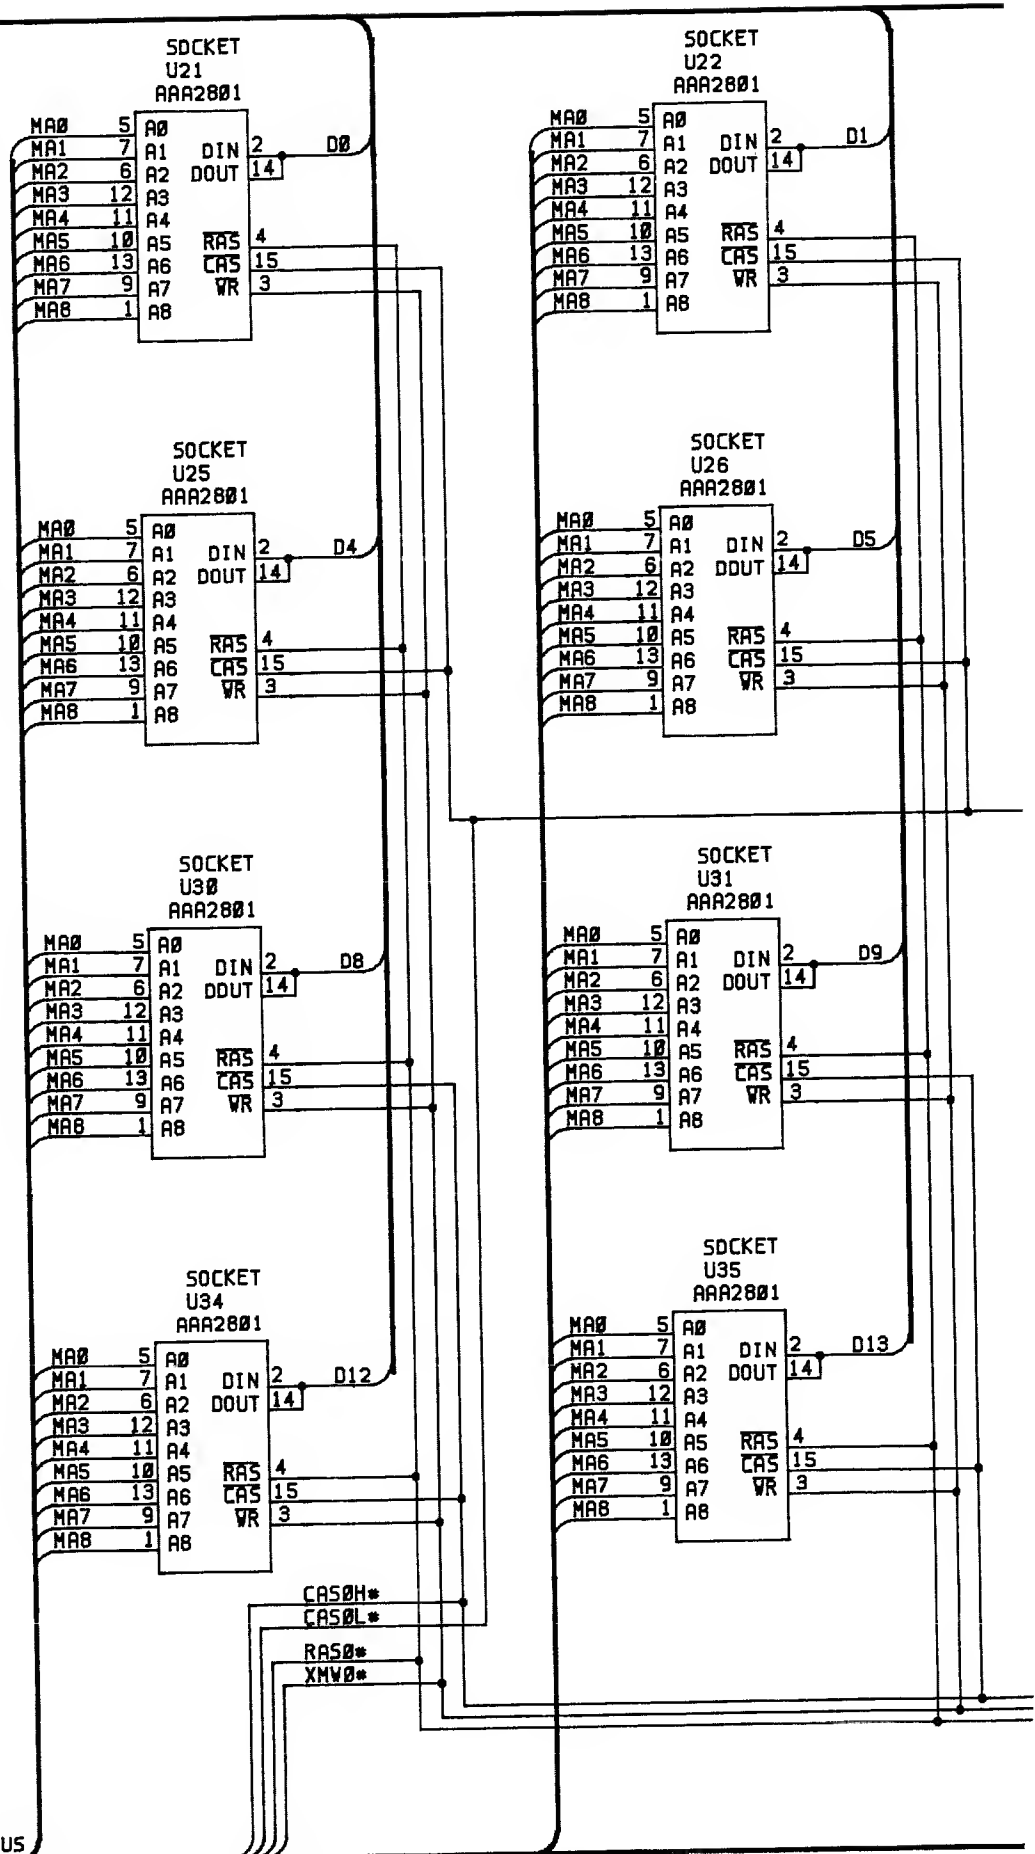 SOCKET
U21
AAA2801
MA0 5 A0
MA1 7 A1 DIN 2 D0
MA2 6 A2 DOUT 14
MA3 12 A3
MA4 11 A4
MA5 10 A5 RAS 4
MA6 13 A6 CAS 15
MA7 9 A7 WR 3
MA8 1 A8
SOCKET
U22
AAA2801
MA0 5 A0
MA1 7 A1 DIN 2 D1
MA2 6 A2 DOUT 14
MA3 12 A3
MA4 11 A4
MA5 10 A5 RAS 4
MA6 13 A6 CAS 15
MA7 9 A7 WR 3
MA8 1 A8
SOCKET
U25
AAA2801
MA0 5 A0
MA1 7 A1 DIN 2 D4
MA2 6 A2 DOUT 14
MA3 12 A3
MA4 11 A4
MA5 10 A5 RAS 4
MA6 13 A6 CAS 15
MA7 9 A7 WR 3
MA8 1 A8
SOCKET
U26
AAA2801
MA0 5 A0
MA1 7 A1 DIN 2 D5
MA2 6 A2 DOUT 14
MA3 12 A3
MA4 11 A4
MA5 10 A5 RAS 4
MA6 13 A6 CAS 15
MA7 9 A7 WR 3
MA8 1 A8
SOCKET
U30
AAA2801
MA0 5 A0
MA1 7 A1 DIN 2 D8
MA2 6 A2 DOUT 14
MA3 12 A3
MA4 11 A4
MA5 10 A5 RAS 4
MA6 13 A6 CAS 15
MA7 9 A7 WR 3
MA8 1 A8
SOCKET
U31
AAA2801
MA0 5 A0
MA1 7 A1 DIN 2 D9
MA2 6 A2 DOUT 14
MA3 12 A3
MA4 11 A4
MA5 10 A5 RAS 4
MA6 13 A6 CAS 15
MA7 9 A7 WR 3
MA8 1 A8
SOCKET
U34
AAA2801
MA0 5 A0
MA1 7 A1 DIN 2 D12
MA2 6 A2 DOUT 14
MA3 12 A3
MA4 11 A4
MA5 10 A5 RAS 4
MA6 13 A6 CAS 15
MA7 9 A7 WR 3
MA8 1 A8
SOCKET
U35
AAA2801
MA0 5 A0
MA1 7 A1 DIN 2 D13
MA2 6 A2 DOUT 14
MA3 12 A3
MA4 11 A4
MA5 10 A5 RAS 4
MA6 13 A6 CAS 15
MA7 9 A7 WR 3
MA8 1 A8
CAS0H*
CAS0L*
RAS0*
XMW0*
US